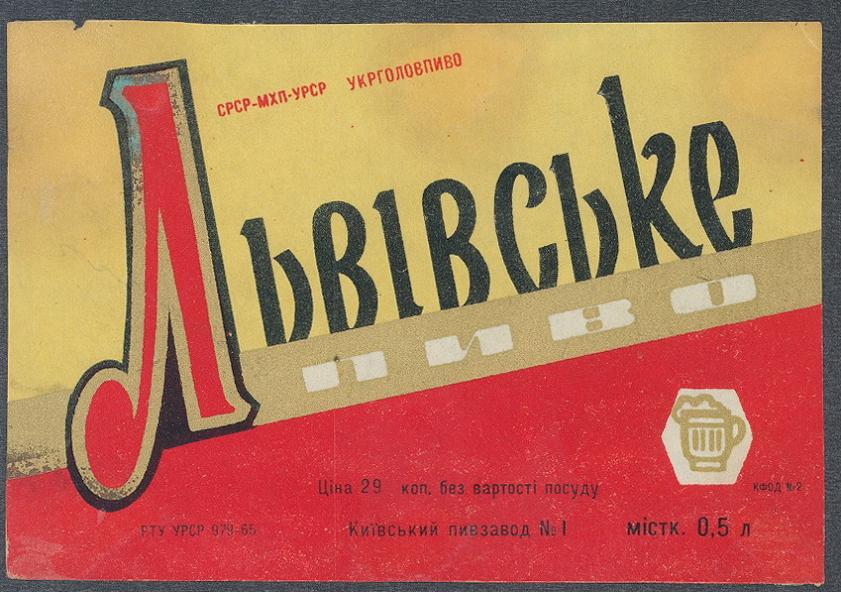 СРСР-МХП-УРСР УКРГОЛОВПИВО
Львівське
ПИВО
Ціна 29 коп. без вартості посуду
КФОД №2
РТУ УРСР 979-65
Київський пивзавод №1
містк. 0,5 л